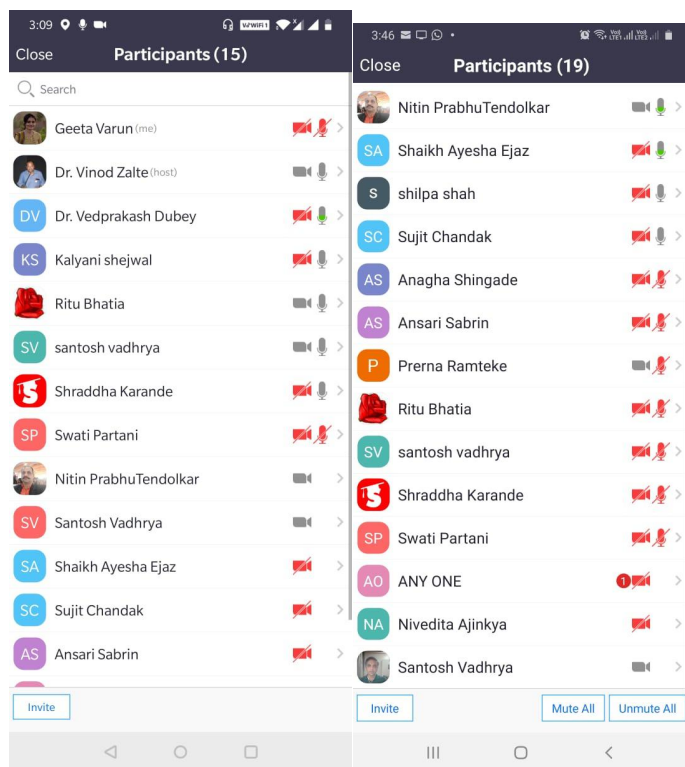 3:09
VoWiFi 1
Close
Participants (15)
Search
Geeta Varun (me)
Dr. Vinod Zalte (host)
DV
Dr. Vedprakash Dubey
KS
Kalyani shejwal
Ritu Bhatia
SV
santosh vadhrya
S
Shraddha Karande
SP
Swati Partani
Nitin PrabhuTendolkar
SV
Santosh Vadhrya
SA
Shaikh Ayesha Ejaz
SC
Sujit Chandak
AS
Ansari Sabrin
Invite
3:46
Close
Participants (19)
Nitin PrabhuTendolkar
SA
Shaikh Ayesha Ejaz
S
shilpa shah
SC
Sujit Chandak
AS
Anagha Shingade
AS
Ansari Sabrin
P
Prerna Ramteke
Ritu Bhatia
SV
santosh vadhrya
S
Shraddha Karande
SP
Swati Partani
AO
ANY ONE
1
NA
Nivedita Ajinkya
Santosh Vadhrya
Invite
Mute All
Unmute All